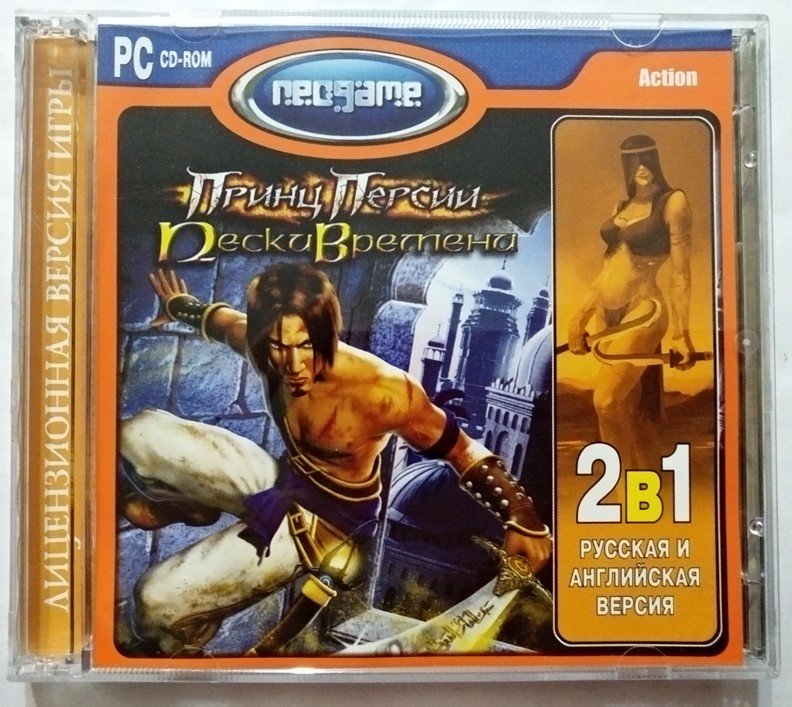 PC CD-ROM
neogame
Action
ЛИЦЕНЗИОННАЯ ВЕРСИЯ ИГРЫ
Принц Персии
Пески Времени
2в1
РУССКАЯ И
АНГЛИЙСКАЯ
ВЕРСИЯ